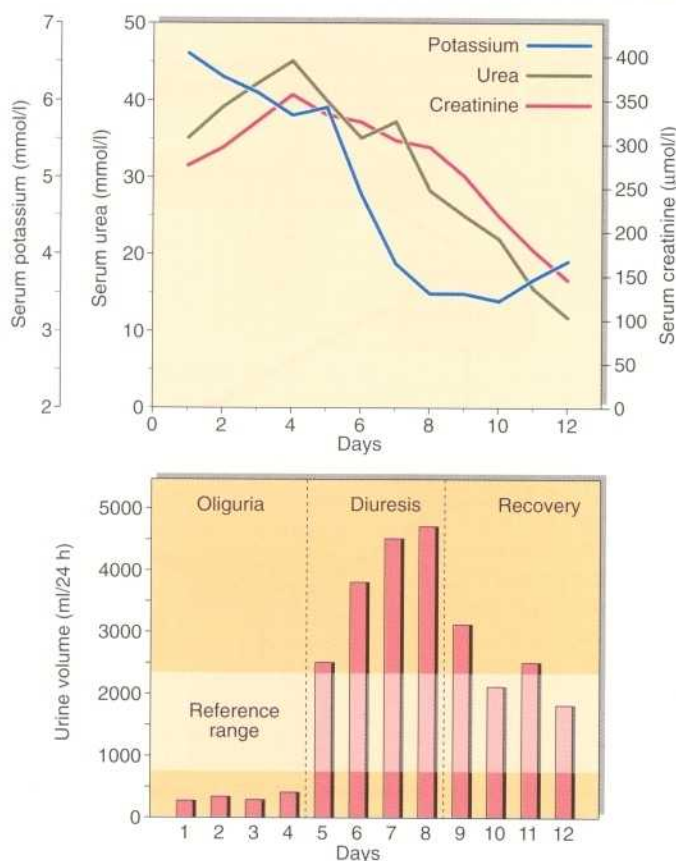 7
6
5
4
3
2
Serum potassium (mmol/l)
50
40
30
20
10
0
Serum urea (mmol/l)
Potassium
Urea
Creatinine
400
350
300
250
200
150
100
50
0
Serum creatinine (µmol/l)
0 2 4 6 8 10 12
Days
Oliguria Diuresis Recovery
5000
4000
3000
2000
1000
0
Urine volume (ml/24 h)
Reference
range
1 2 3 4 5 6 7 8 9 10 11 12
Days